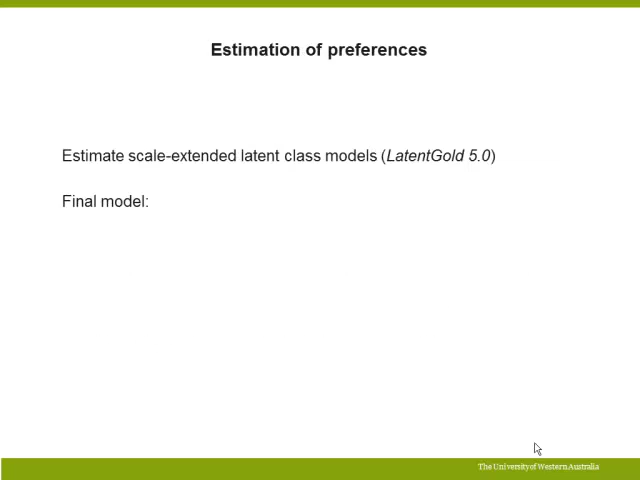 Estimation of preferences
Estimate scale-extended latent class models (LatentGold 5.0)
Final model:
The University of Western Australia